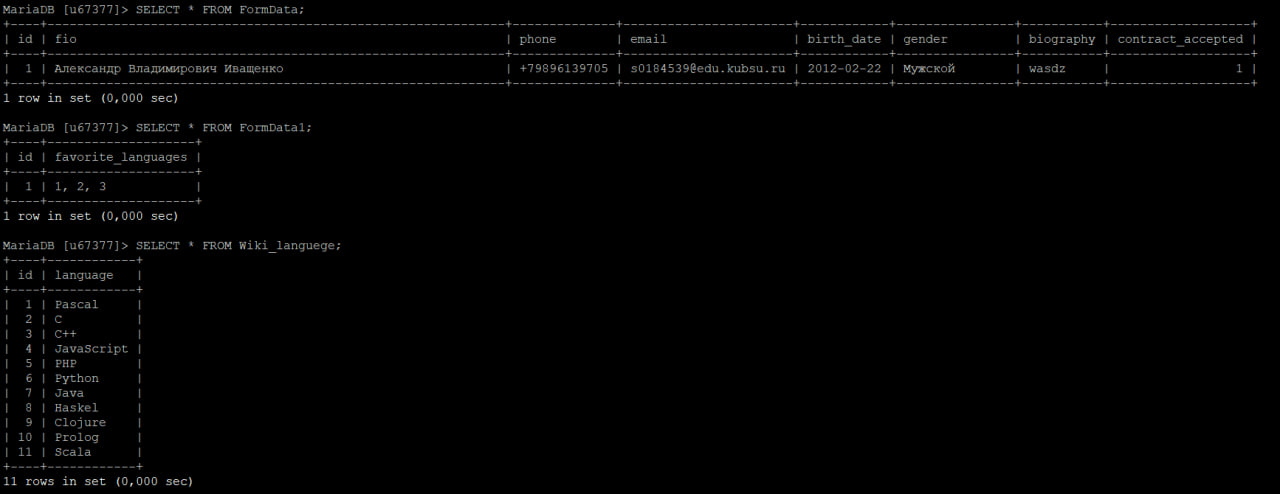 MariaDB [u67377]> SELECT * FROM FormData;
+----+--------------------------------------------------------------+--------------+----------------------+------------+----------------+-----------+-------------------+
| id | fio | phone | email | birth_date | gender | biography | contract_accepted |
+----+--------------------------------------------------------------+--------------+----------------------+------------+----------------+-----------+-------------------+
| 1 | Александр Владимирович Иващенко | +79896139705 | s0184539@edu.kubsu.ru | 2012-02-22 | Мужской | wasdz | 1 |
+----+--------------------------------------------------------------+--------------+----------------------+------------+----------------+-----------+-------------------+
1 row in set (0,000 sec)
MariaDB [u67377]> SELECT * FROM FormData1;
+----+--------------------+
| id | favorite_languages |
+----+--------------------+
| 1 | 1, 2, 3 |
+----+--------------------+
1 row in set (0,000 sec)
MariaDB [u67377]> SELECT * FROM Wiki_languege;
+----+------------+
| id | language |
+----+------------+
| 1 | Pascal |
| 2 | C |
| 3 | C++ |
| 4 | JavaScript |
| 5 | PHP |
| 6 | Python |
| 7 | Java |
| 8 | Haskel |
| 9 | Clojure |
| 10 | Prolog |
| 11 | Scala |
+----+------------+
11 rows in set (0,000 sec)